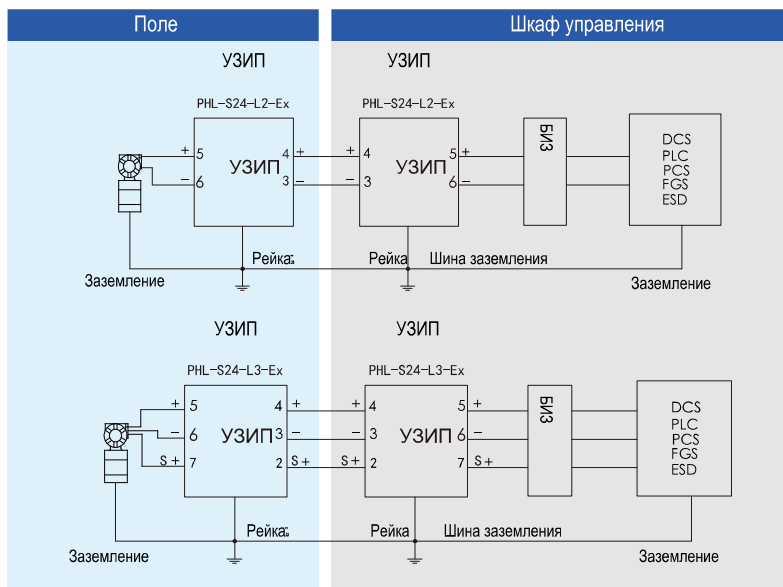 Поле Шкаф управления
УЗИП УЗИП
PHL-S24-L2-Ex PHL-S24-L2-Ex
БИЗ
DCS
PLC
PCS
FGS
ESD
+ 5 УЗИП 4 + + 4 УЗИП 5 +
− 6 3 − − 3 6 −
Рейка Рейка Шина заземления
Заземление Заземление
УЗИП УЗИП
PHL-S24-L3-Ex PHL-S24-L3-Ex
БИЗ
DCS
PLC
PCS
FGS
ESD
+ 5 4 + + 4 5 +
− 6 УЗИП 3 − − 3 УЗИП 6 −
S+ 7 2 S+ S+ 2 7 S+
Рейка Рейка Шина заземления
Заземление Заземление